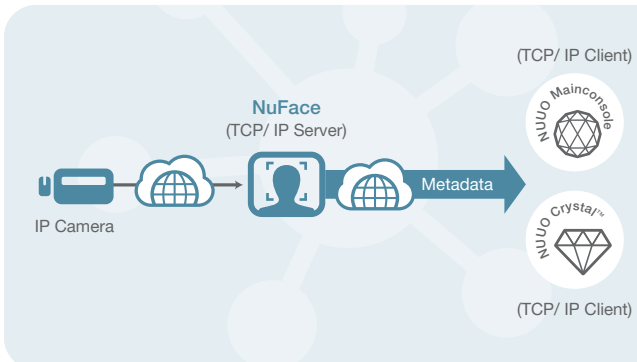 (TCP/ IP Client)
NUUO Mainconsole
NuFace
(TCP/ IP Server)
Metadata
IP Camera
NUUO Crystal™
(TCP/ IP Client)